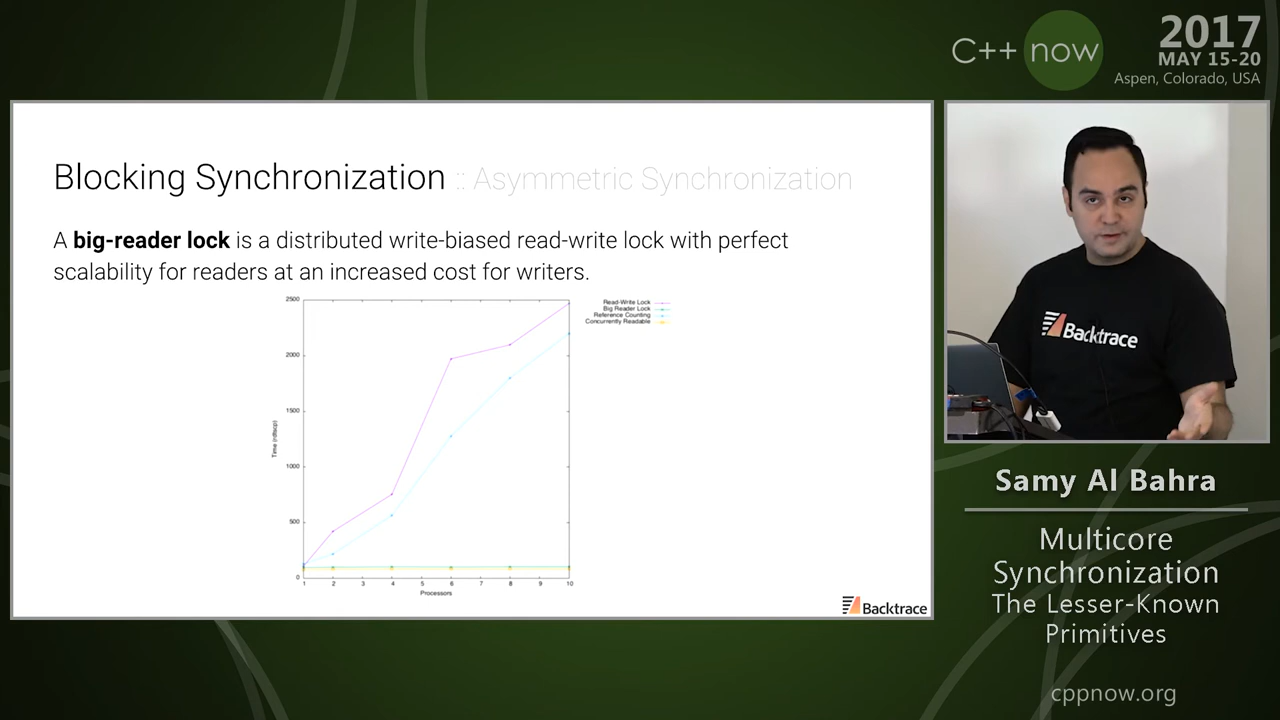 C++ now
2017
MAY 15-20
Aspen, Colorado, USA
Blocking Synchronization :: Asymmetric Synchronization
A big-reader lock is a distributed write-biased read-write lock with perfect
scalability for readers at an increased cost for writers.
Read-Write Lock
Big Reader Lock
Reference Counting
Concurrently Readable
2500
2000
1500
1000
500
0
Time (rdtscp)
1 2 3 4 5 6 7 8 9 10
Processors
Backtrace
Backtrace
Samy Al Bahra
Multicore
Synchronization
The Lesser-Known
Primitives
cppnow.org